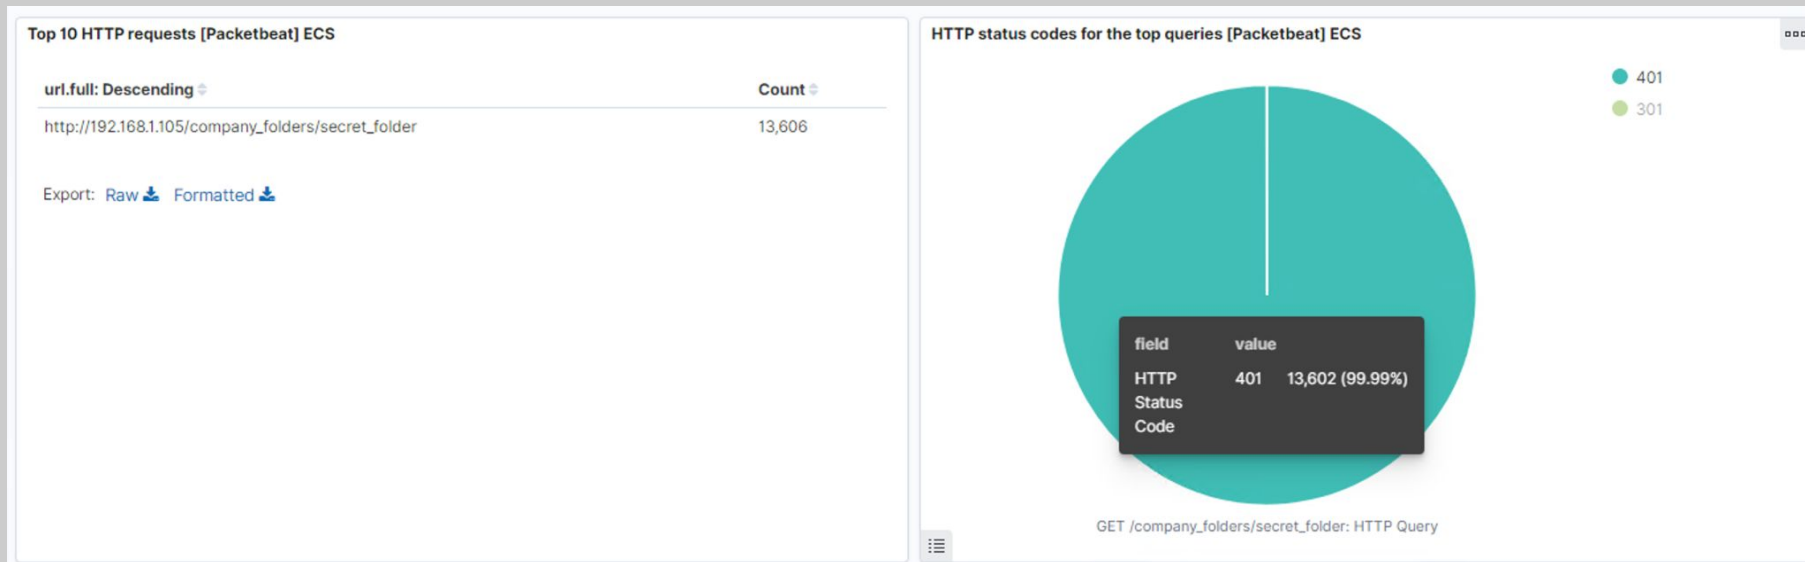 Top 10 HTTP requests [Packetbeat] ECS
url.full: Descending Count
http://192.168.1.105/company_folders/secret_folder 13,606
Export: Raw Formatted
HTTP status codes for the top queries [Packetbeat] ECS
401
301
field value
HTTP 401 13,602 (99.99%)
Status
Code
GET /company_folders/secret_folder: HTTP Query